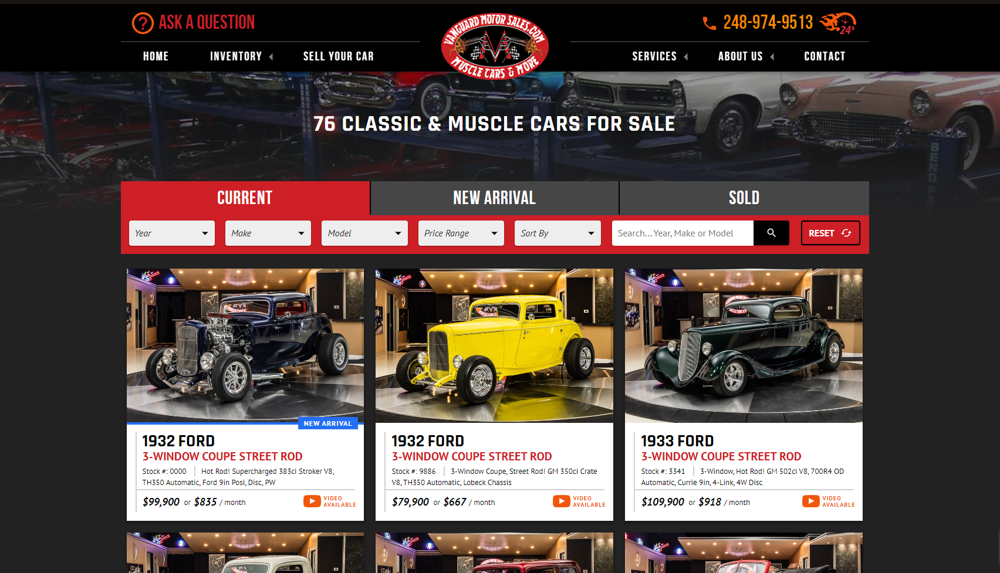 ASK A QUESTION
VANGUARD MOTOR SALES.COM
MUSCLE CARS & MORE
248-974-9513
24h
HOME
INVENTORY
SELL YOUR CAR
SERVICES
ABOUT US
CONTACT
76 CLASSIC & MUSCLE CARS FOR SALE
BENDPAK
CURRENT
NEW ARRIVAL
SOLD
Year
Make
Model
Price Range
Sort By
Search...Year, Make or Model
RESET
NEW ARRIVAL
1932 FORD
3-WINDOW COUPE STREET ROD
Stock #: 0000
Hot Rod! Supercharged 383ci Stroker V8,
TH350 Automatic, Ford 9in Posi, Disc, PW
$99,900 or $835 / month
VIDEO
AVAILABLE
1932 FORD
3-WINDOW COUPE STREET ROD
Stock #: 9886
3-Window Coupe, Street Rod! GM 350ci Crate
V8, TH350 Automatic, Lobeck Chassis
$79,900 or $667 / month
VIDEO
AVAILABLE
1933 FORD
3-WINDOW COUPE STREET ROD
Stock #: 3341
3-Window, Hot Rod! GM 502ci V8, 700R4 OD
Automatic, Currie 9in, 4-Link, 4W Disc
$109,900 or $918 / month
VIDEO
AVAILABLE